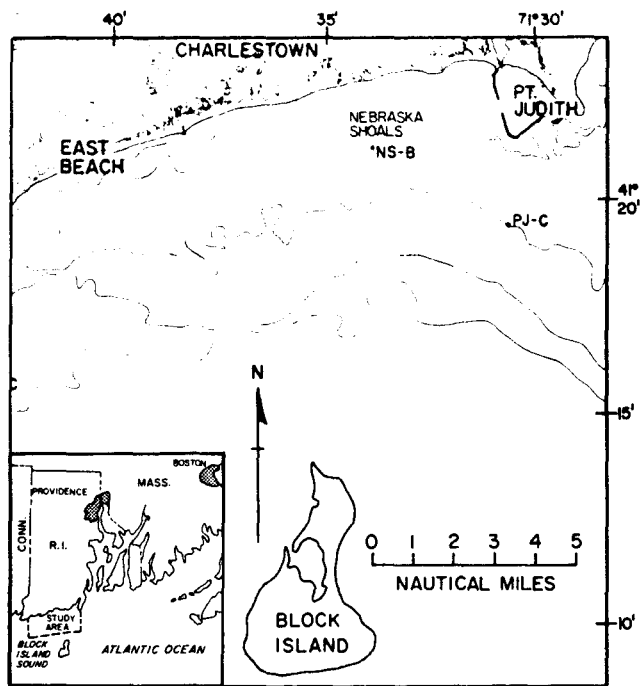 40' 35' 71° 30'
CHARLESTOWN
PT.
JUDITH
NEBRASKA
SHOALS
NS-B
EAST
BEACH
41°
20'
PJ-C
N
15'
BOSTON
MASS.
PROVIDENCE
CONN.
R.I.
STUDY
AREA
BLOCK
ISLAND
SOUND
ATLANTIC OCEAN
0 1 2 3 4 5
NAUTICAL MILES
BLOCK
ISLAND
10'